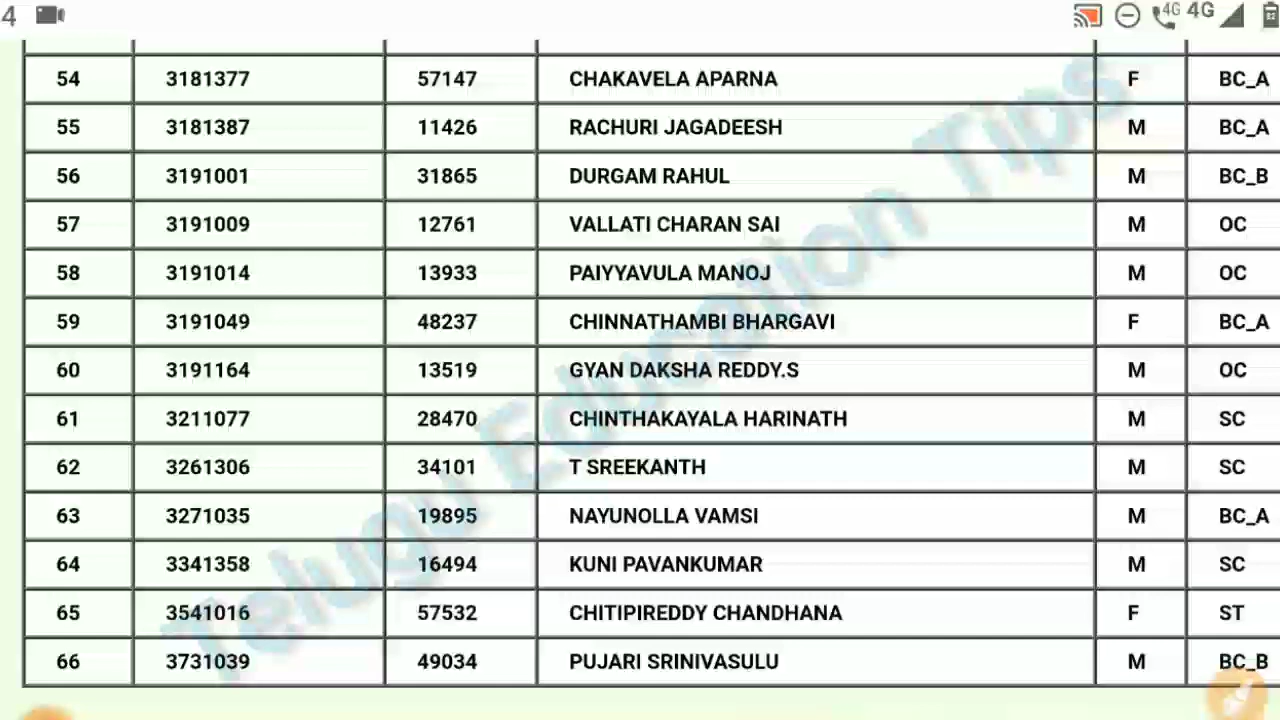 4 4G 4G 82
54 3181377 57147 CHAKAVELA APARNA F BC_A
55 3181387 11426 RACHURI JAGADEESH M BC_A
56 3191001 31865 DURGAM RAHUL M BC_B
57 3191009 12761 VALLATI CHARAN SAI M OC
58 3191014 13933 PAIYYAVULA MANOJ M OC
59 3191049 48237 CHINNATHAMBI BHARGAVI F BC_A
60 3191164 13519 GYAN DAKSHA REDDY.S M OC
61 3211077 28470 CHINTHAKAYALA HARINATH M SC
62 3261306 34101 T SREEKANTH M SC
63 3271035 19895 NAYUNOLLA VAMSI M BC_A
64 3341358 16494 KUNI PAVANKUMAR M SC
65 3541016 57532 CHITIPIREDDY CHANDHANA F ST
66 3731039 49034 PUJARI SRINIVASULU M BC_B
Telugu Education Tips